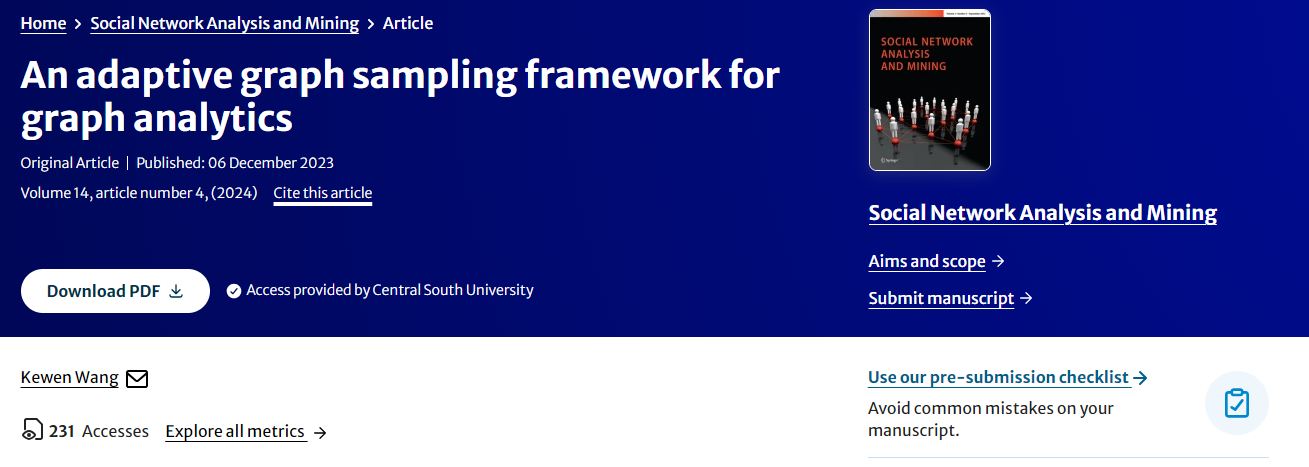 Home > Social Network Analysis and Mining > Article
An adaptive graph sampling framework for
graph analytics
Original Article | Published: 06 December 2023
Volume 14, article number 4, (2024) Cite this article
Download PDF
Access provided by Central South University
SOCIAL NETWORK
ANALYSIS
AND MINING
Springer
Social Network Analysis and Mining
Aims and scope →
Submit manuscript →
Kewen Wang
231 Accesses Explore all metrics →
Use our pre-submission checklist →
Avoid common mistakes on your
manuscript.